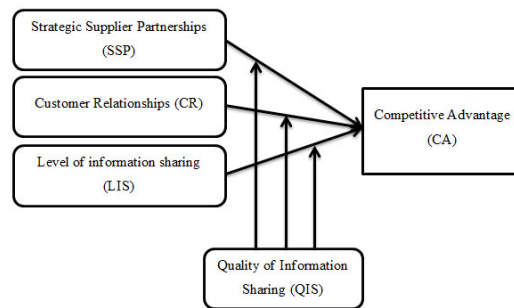 Strategic Supplier Partnerships
(SSP)
Customer Relationships (CR)
Level of information sharing
(LIS)
Competitive Advantage
(CA)
Quality of Information
Sharing (QIS)